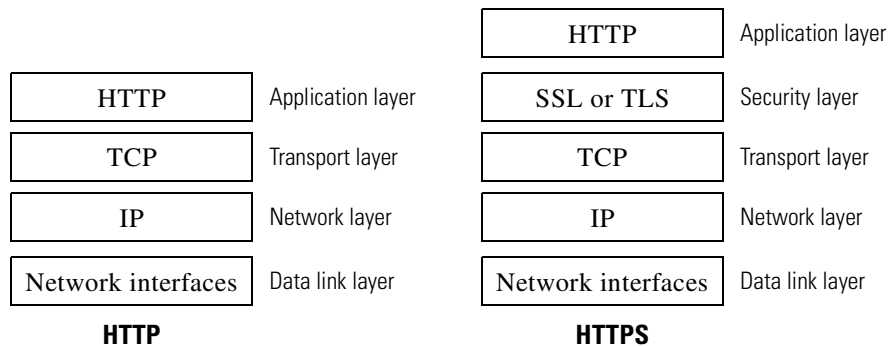 HTTP Application layer
HTTP Application layer SSL or TLS Security layer
TCP Transport layer TCP Transport layer
IP Network layer IP Network layer
Network interfaces Data link layer Network interfaces Data link layer
HTTP HTTPS